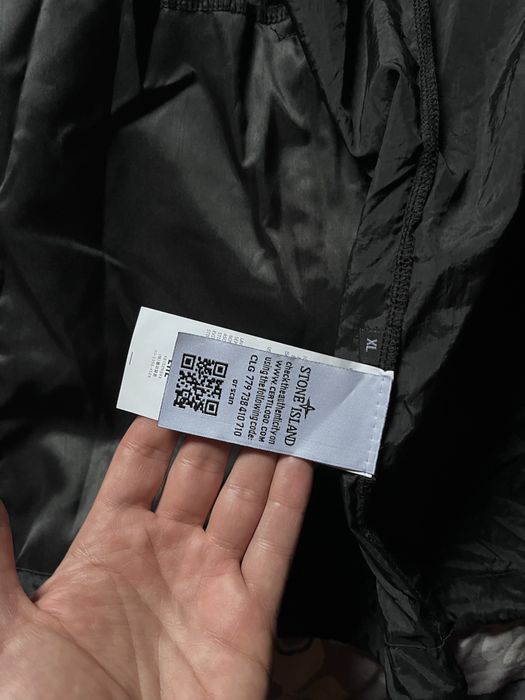 STONE ISLAND
check the authenticity on
WWW.CERTILOGO.COM
using the following code:
CLG 779 728 410 710
or scan
XL